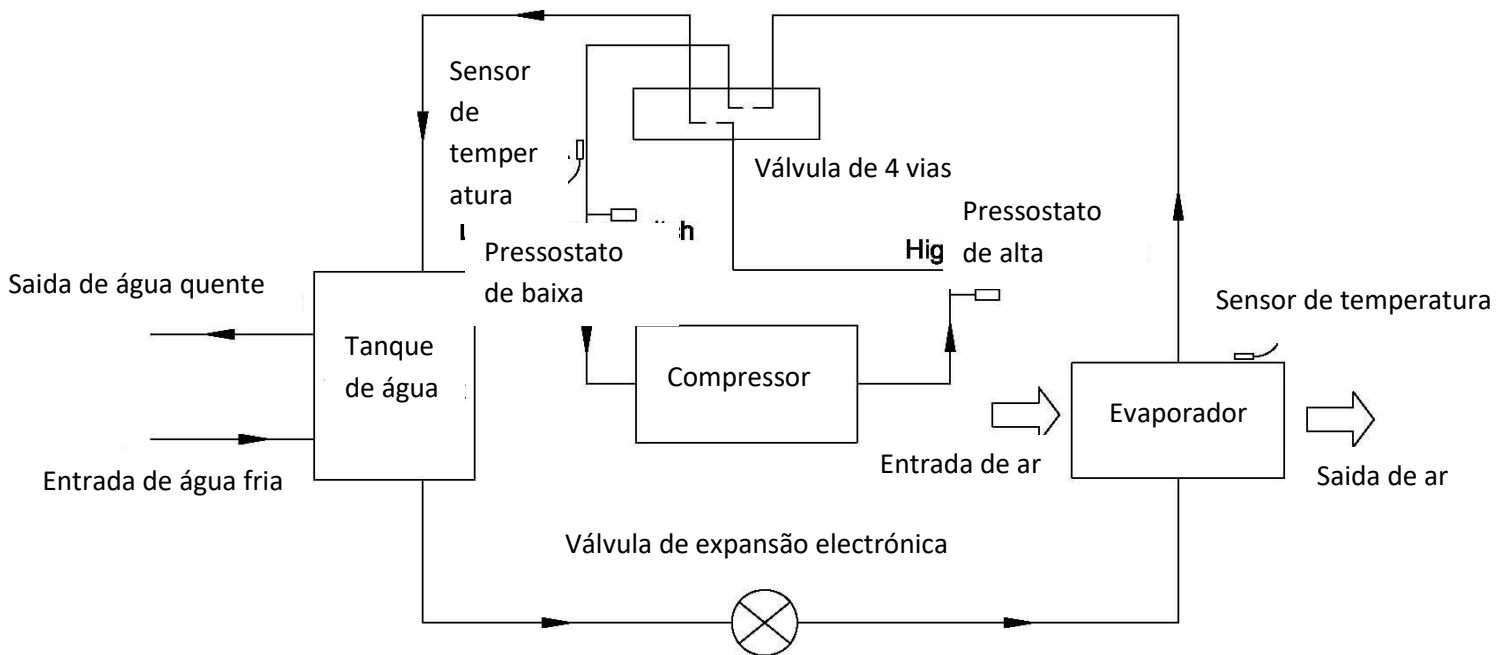 Sensor
de
temper
atura
Válvula de 4 vias
Pressostato
de alta
Hig
h
Pressostato
de baixa
Saida de água quente
Sensor de temperatura
Tanque
de água
Compressor
Evaporador
Entrada de ar
Entrada de água fria
Saida de ar
Válvula de expansão electrónica